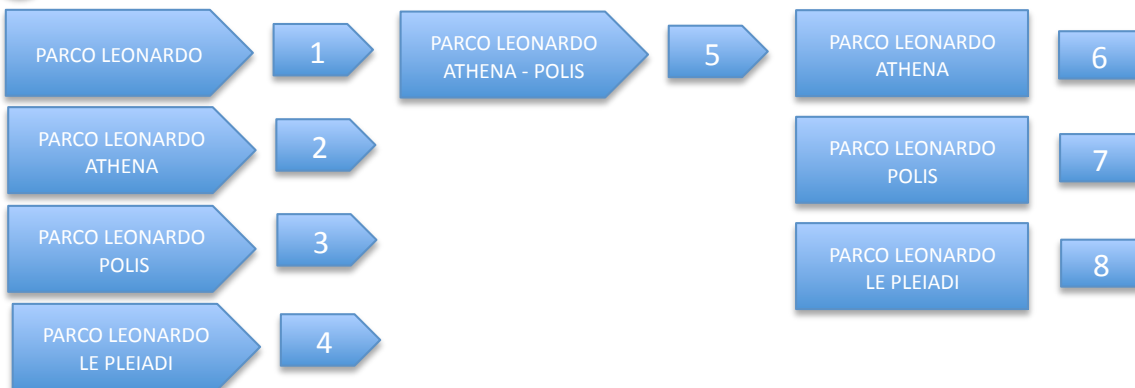 PARCO LEONARDO
1
PARCO LEONARDO
ATHENA
2
PARCO LEONARDO
POLIS
3
PARCO LEONARDO
LE PLEIADI
4
PARCO LEONARDO
ATHENA - POLIS
5
PARCO LEONARDO
ATHENA
6
PARCO LEONARDO
POLIS
7
PARCO LEONARDO
LE PLEIADI
8